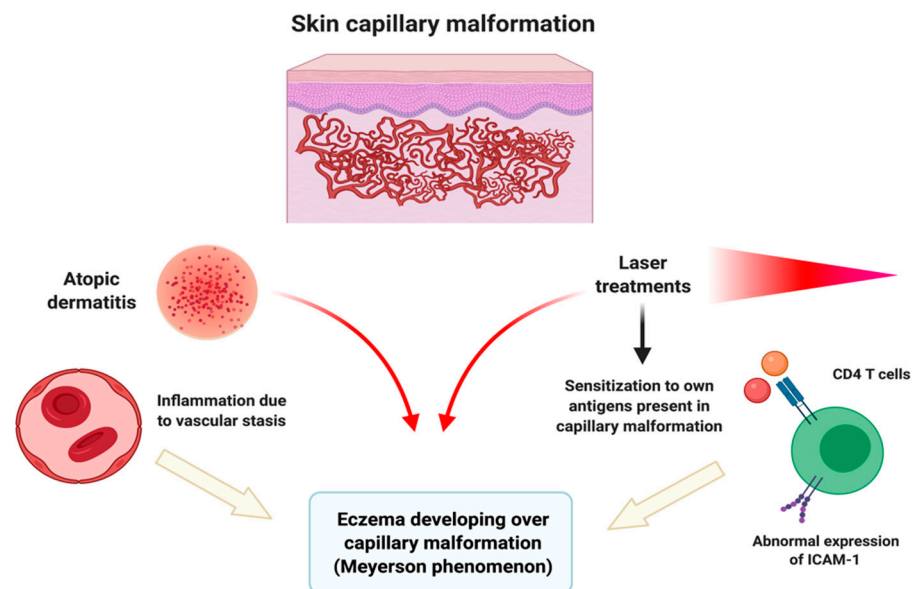 Skin capillary malformation
Atopic
dermatitis
Laser
treatments
Inflammation due
to vascular stasis
Sensitization to own
antigens present in
capillary malformation
CD4 T cells
Abnormal expression
of ICAM-1
Eczema developing over
capillary malformation
(Meyerson phenomenon)